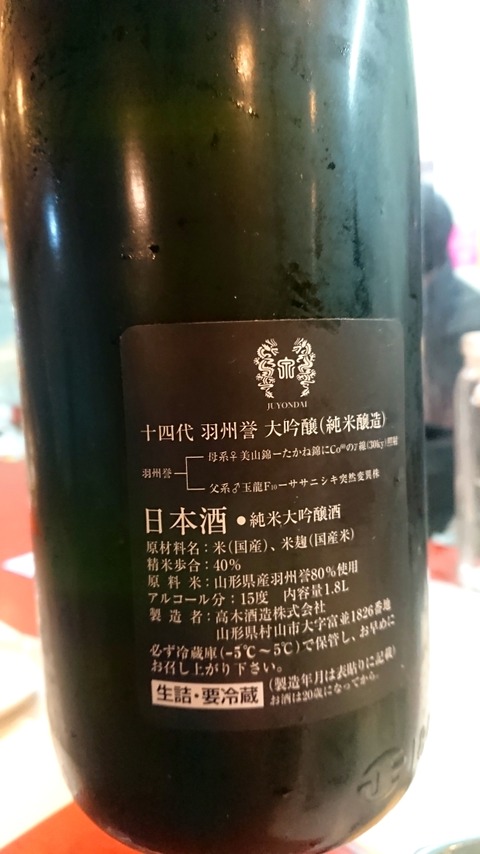 JUYONDAI
十四代 羽州誉 大吟醸(純米醸造)
母系♀美山錦ーたかね錦にCo⁶⁰のγ線(30kγ)照射
羽州誉
父系♂玉龍F₁₀ーササニシキ突然変異株
日本酒●純米大吟醸酒
原材料名：米(国産)、米麹(国産米)
精米歩合：40%
原料米：山形県産羽州誉80%使用
アルコール分：15度 内容量1.8L
製造者：高木酒造株式会社
山形県村山市大字富並1826番地
必ず冷蔵庫(-5℃～5℃)で保管し、お早めに
お召し上がり下さい。
生詰・要冷蔵
(製造年月は表貼りに記載)
お酒は20歳になってから。